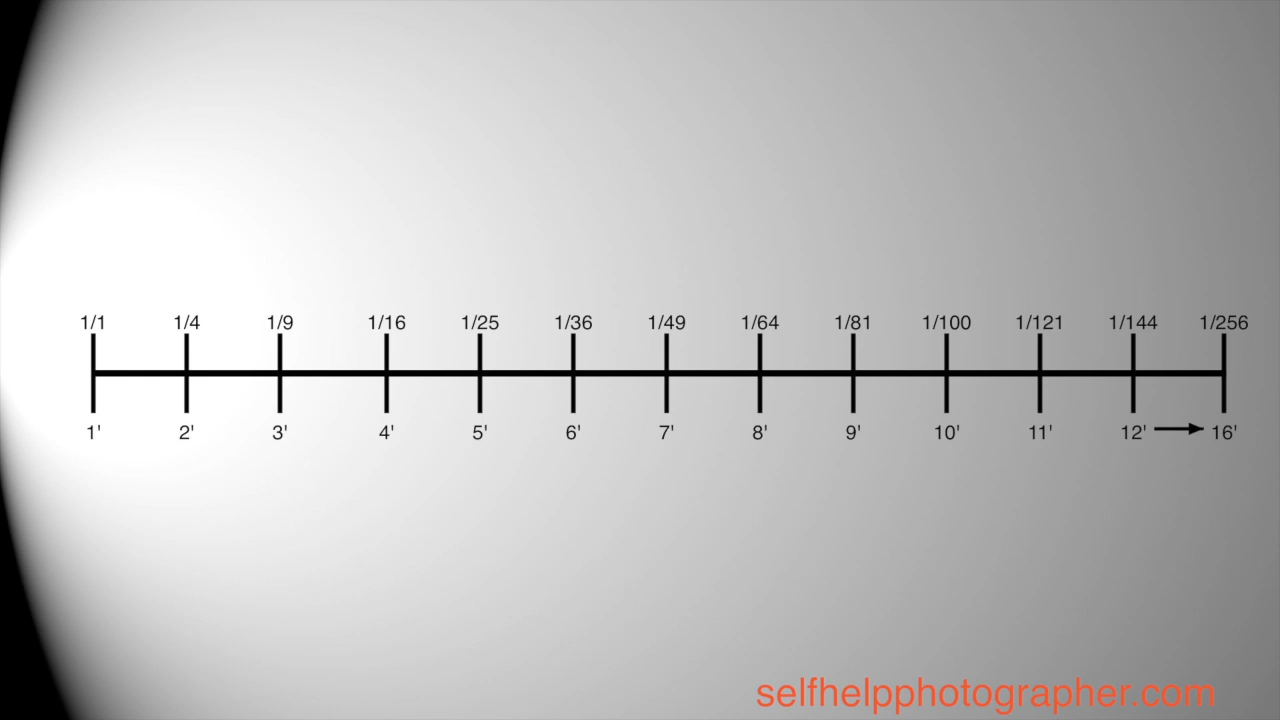 1/1 1/4 1/9 1/16 1/25 1/36 1/49 1/64 1/81 1/100 1/121 1/144 1/256
1' 2' 3' 4' 5' 6' 7' 8' 9' 10' 11' 12' 16'
selfhelpphotographer.com